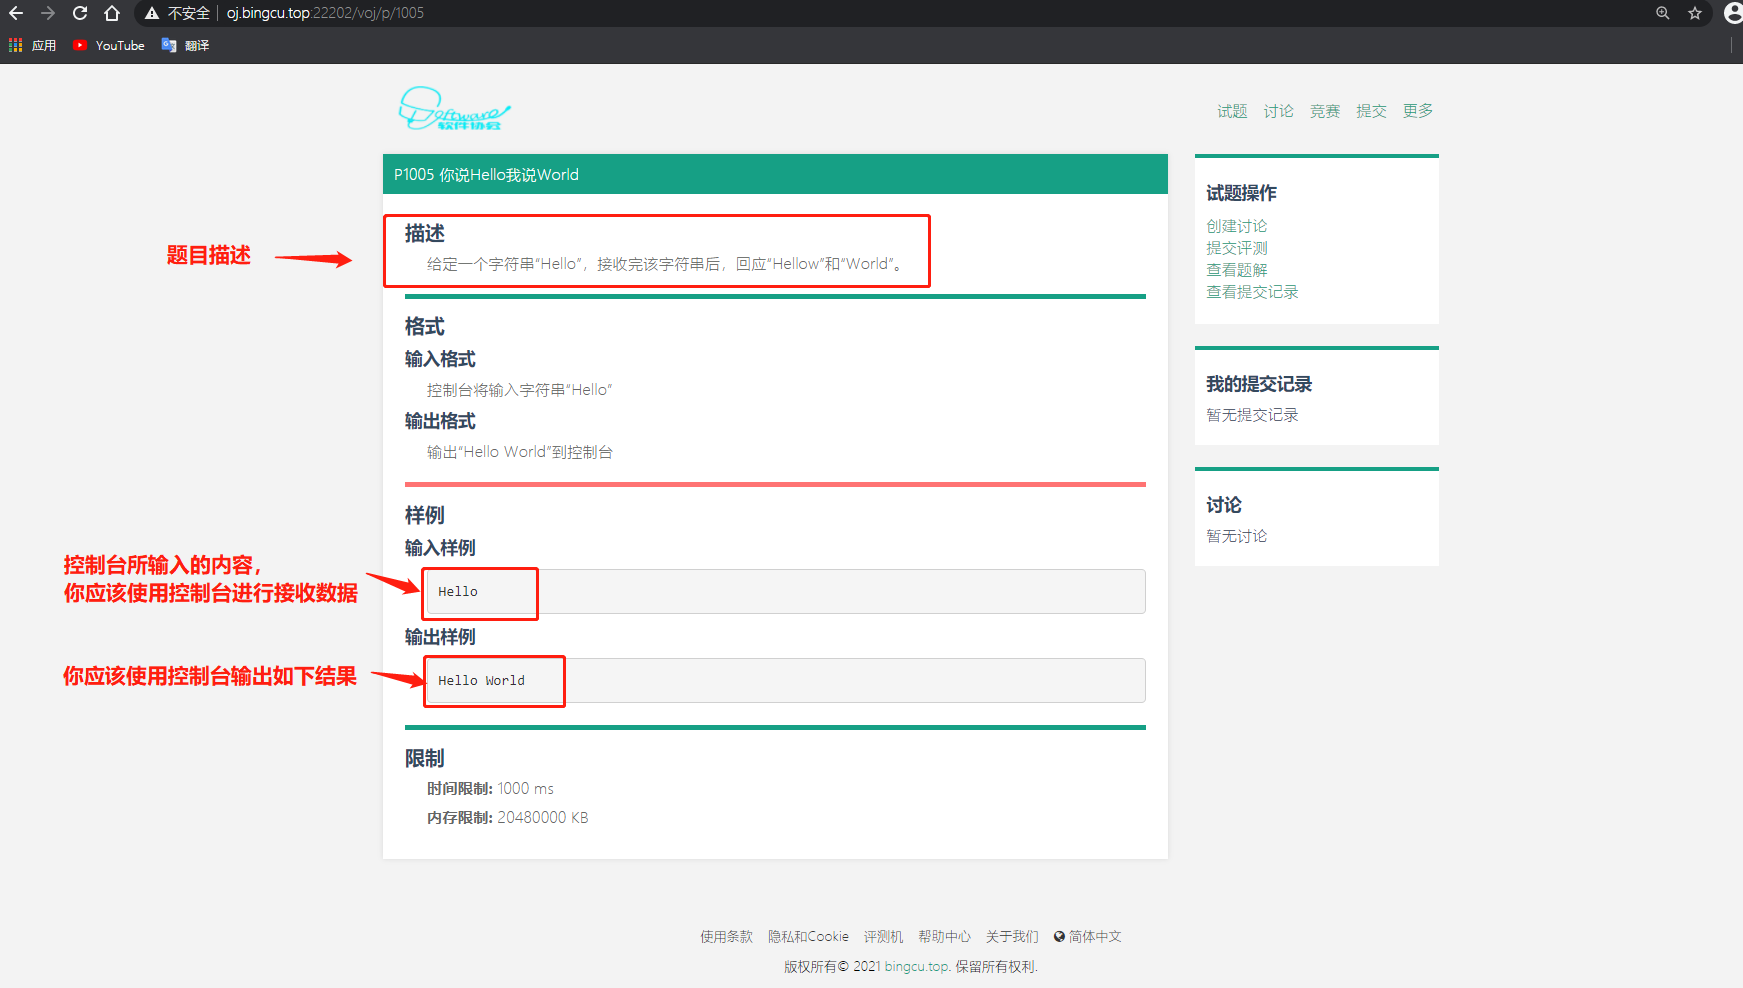 不安全 oj.bingcu.top:22202/voj/p/1005
应用 YouTube 翻译
Software
软件协会
试题 讨论 竞赛 提交 更多
P1005 你说Hello我说World
题目描述
描述
给定一个字符串“Hello”，接收完该字符串后，回应“Hellow”和“World”。
格式
输入格式
控制台将输入字符串“Hello”
输出格式
输出“Hello World”到控制台
样例
输入样例
控制台所输入的内容，
你应该使用控制台进行接收数据
Hello
输出样例
你应该使用控制台输出如下结果
Hello World
限制
时间限制: 1000 ms
内存限制: 20480000 KB
试题操作
创建讨论
提交评测
查看题解
查看提交记录
我的提交记录
暂无提交记录
讨论
暂无讨论
使用条款 隐私和Cookie 评测机 帮助中心 关于我们 简体中文
版权所有© 2021 bingcu.top. 保留所有权利.